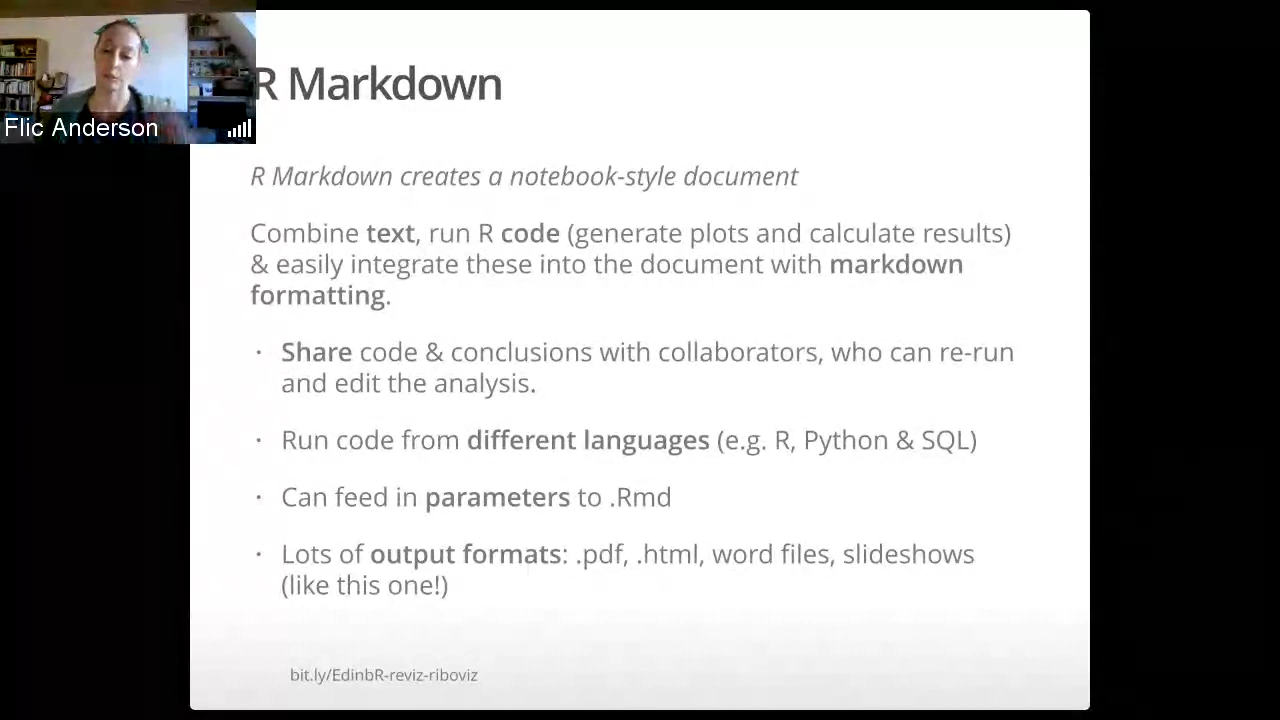 R Markdown
Flic Anderson
R Markdown creates a notebook-style document
Combine text, run R code (generate plots and calculate results)
& easily integrate these into the document with markdown
formatting.
· Share code & conclusions with collaborators, who can re-run
and edit the analysis.
· Run code from different languages (e.g. R, Python & SQL)
· Can feed in parameters to .Rmd
· Lots of output formats: .pdf, .html, word files, slideshows
(like this one!)
bit.ly/EdinbR-reviz-riboviz